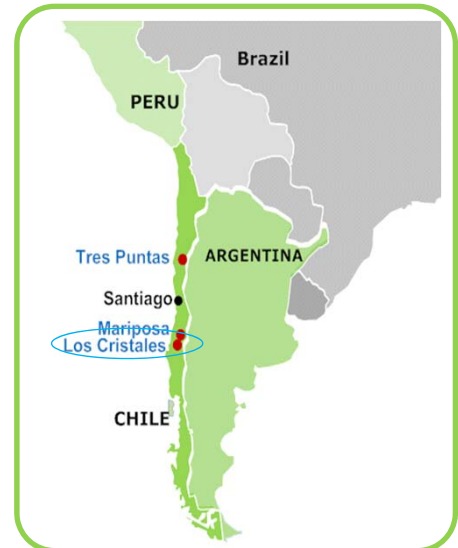 Brazil
PERU
Tres Puntas
ARGENTINA
Santiago
Mariposa
Los Cristales
CHILE